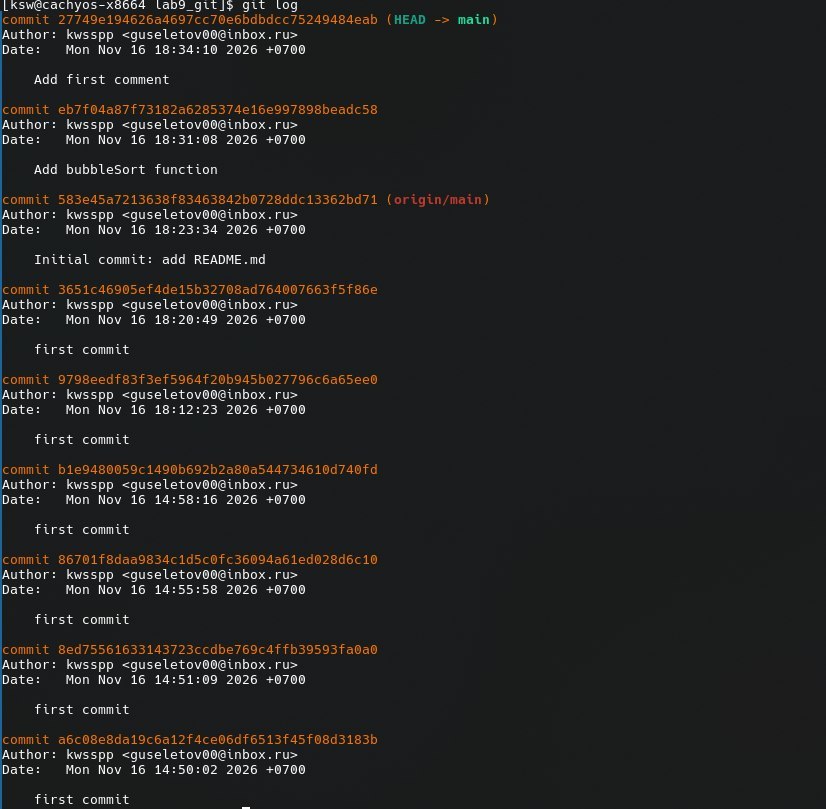 [ksw@cachyos-x8664 lab9_git]$ git log
commit 27749e194626a4697cc70e6bdbdcc75249484eab (HEAD -> main)
Author: kwsspp <guseletov00@inbox.ru>
Date:   Mon Nov 16 18:34:10 2026 +0700
    Add first comment
commit eb7f04a87f73182a6285374e16e997898beadc58
Author: kwsspp <guseletov00@inbox.ru>
Date:   Mon Nov 16 18:31:08 2026 +0700
    Add bubbleSort function
commit 583e45a7213638f83463842b0728ddc13362bd71 (origin/main)
Author: kwsspp <guseletov00@inbox.ru>
Date:   Mon Nov 16 18:23:34 2026 +0700
    Initial commit: add README.md
commit 3651c46905ef4de15b32708ad764007663f5f86e
Author: kwsspp <guseletov00@inbox.ru>
Date:   Mon Nov 16 18:20:49 2026 +0700
    first commit
commit 9798eedf83f3ef5964f20b945b027796c6a65ee0
Author: kwsspp <guseletov00@inbox.ru>
Date:   Mon Nov 16 18:12:23 2026 +0700
    first commit
commit b1e9480059c1490b692b2a80a544734610d740fd
Author: kwsspp <guseletov00@inbox.ru>
Date:   Mon Nov 16 14:58:16 2026 +0700
    first commit
commit 86701f8daa9834c1d5c0fc36094a61ed028d6c10
Author: kwsspp <guseletov00@inbox.ru>
Date:   Mon Nov 16 14:55:58 2026 +0700
    first commit
commit 8ed75561633143723ccdbe769c4ffb39593fa0a0
Author: kwsspp <guseletov00@inbox.ru>
Date:   Mon Nov 16 14:51:09 2026 +0700
    first commit
commit a6c08e8da19c6a12f4ce06df6513f45f08d3183b
Author: kwsspp <guseletov00@inbox.ru>
Date:   Mon Nov 16 14:50:02 2026 +0700
    first commit